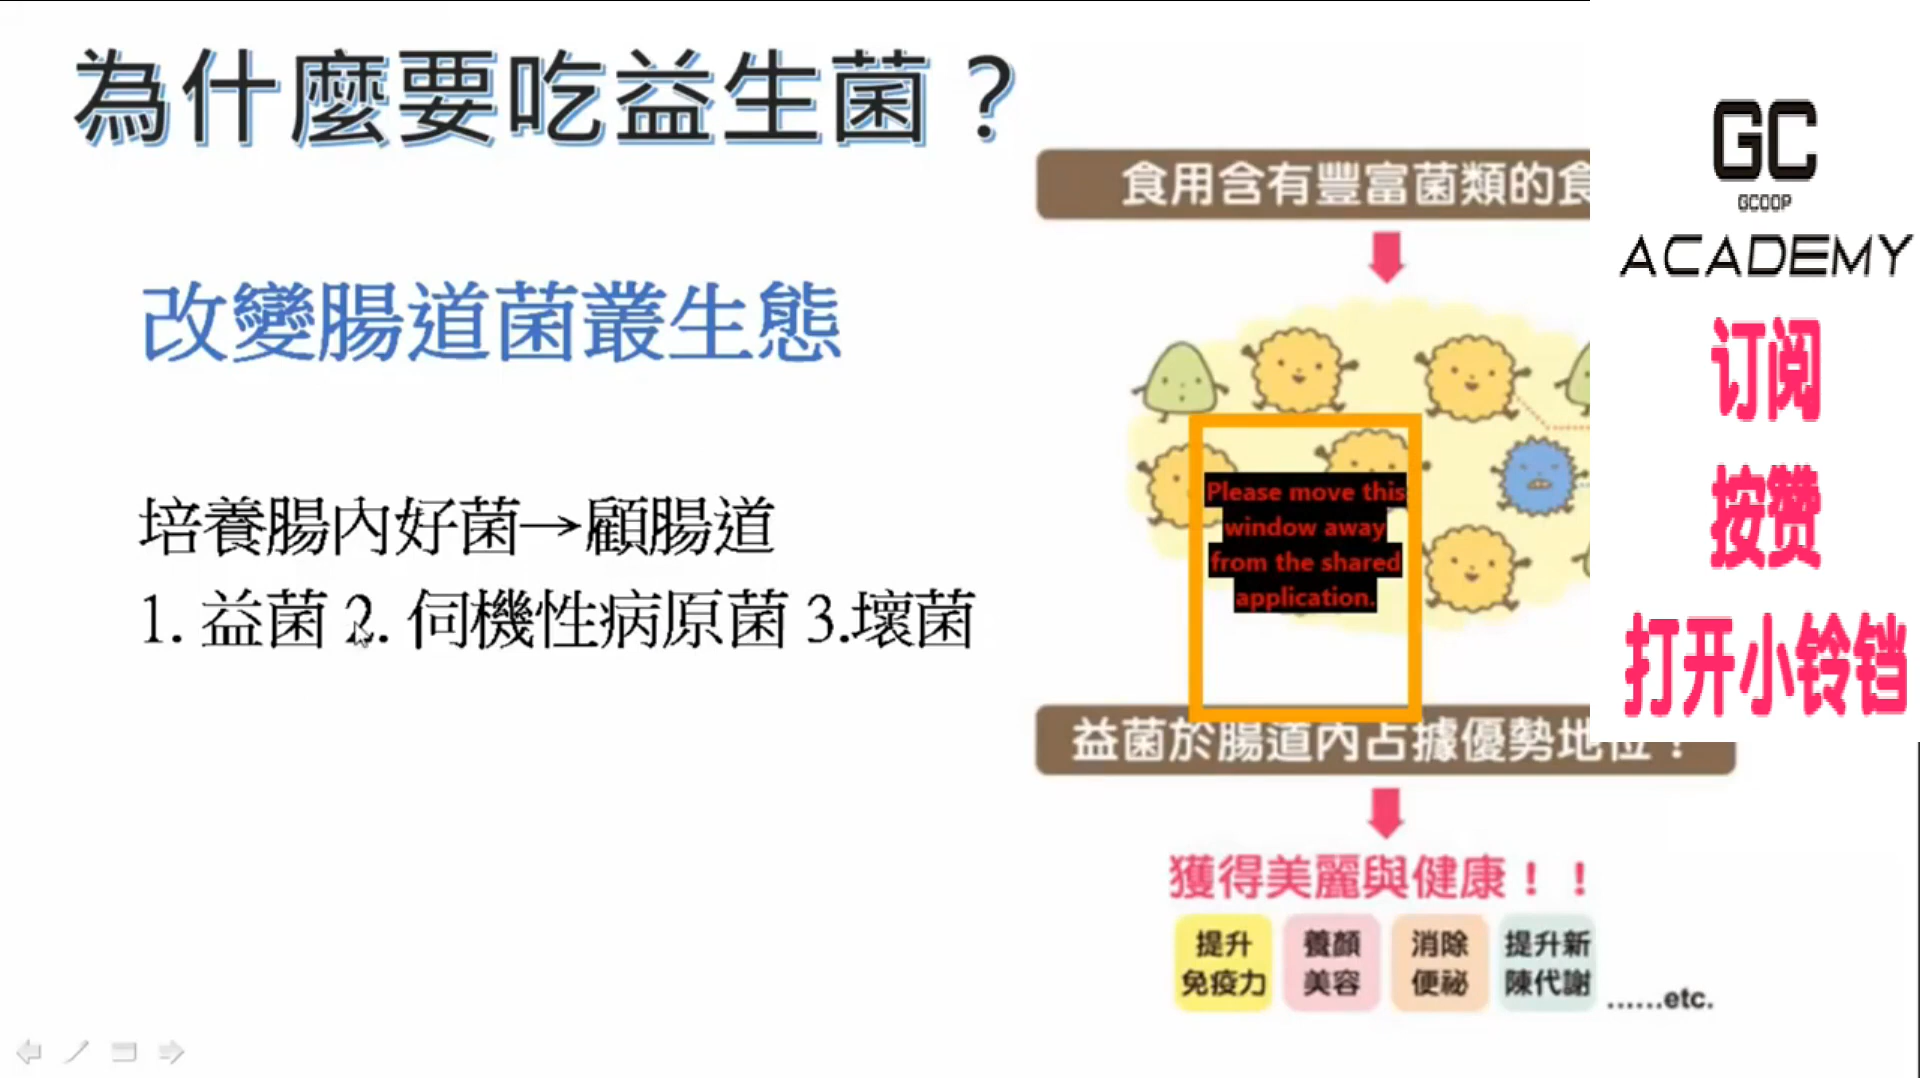 為什麼要吃益生菌？
改變腸道菌叢生態
培養腸內好菌→顧腸道
1. 益菌 2. 伺機性病原菌 3.壞菌
食用含有豐富菌類的食
Please move this
window away
from the shared
application.
益菌於腸道內占據優勢地位！
獲得美麗與健康！！
提升
免疫力
養顏
美容
消除
便祕
提升新
陳代謝
......etc.
GC
GCOOP
ACADEMY
订阅
按赞
打开小铃铛